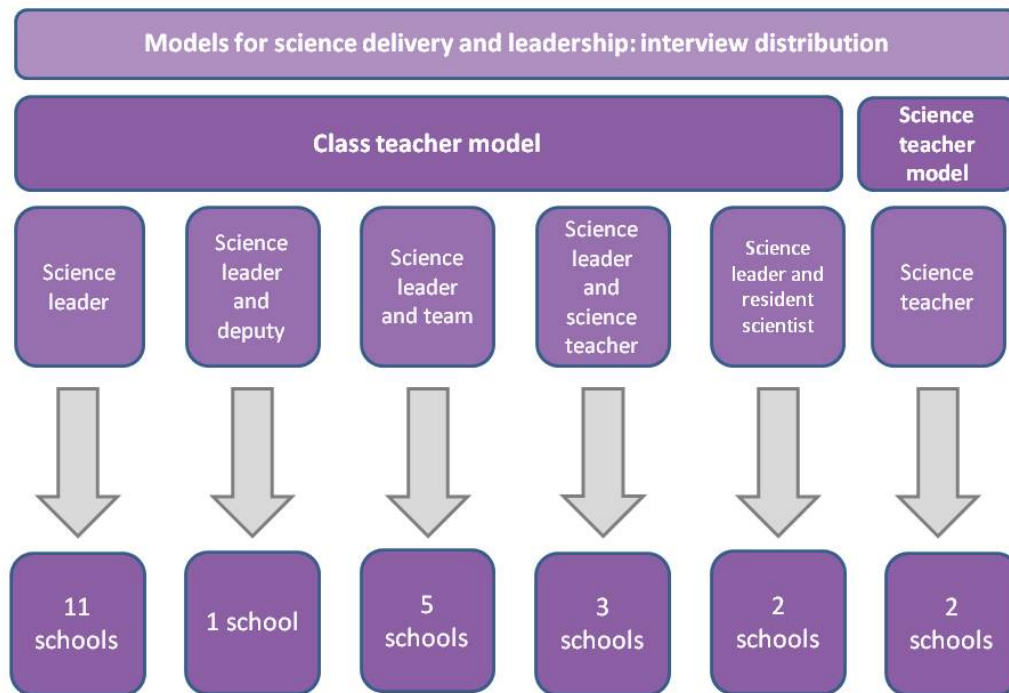 Models for science delivery and leadership: interview distribution
Class teacher model
Science
teacher
model
Science
leader
Science
leader
and
deputy
Science
leader
and team
Science
leader
and
science
teacher
Science
leader and
resident
scientist
Science
teacher
11
schools
1 school
5
schools
3
schools
2
schools
2
schools